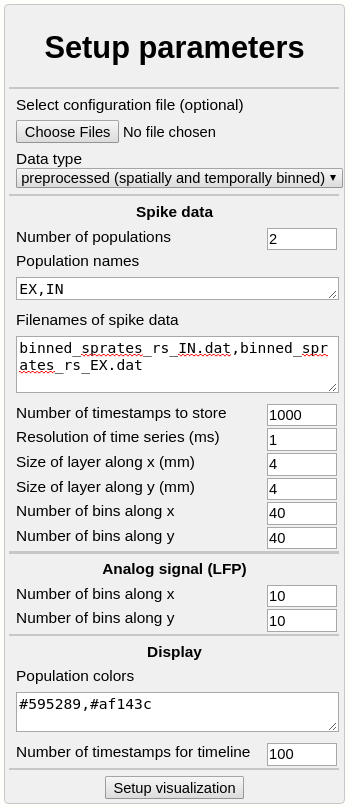 Setup parameters
Select configuration file (optional)
Choose Files No file chosen
Data type
preprocessed (spatially and temporally binned)
Spike data
Number of populations 2
Population names
EX,IN
Filenames of spike data
binned_sprates_rs_IN.dat,binned_spr
ates_rs_EX.dat
Number of timestamps to store 1000
Resolution of time series (ms) 1
Size of layer along x (mm) 4
Size of layer along y (mm) 4
Number of bins along x 40
Number of bins along y 40
Analog signal (LFP)
Number of bins along x 10
Number of bins along y 10
Display
Population colors
#595289,#af143c
Number of timestamps for timeline 100
Setup visualization